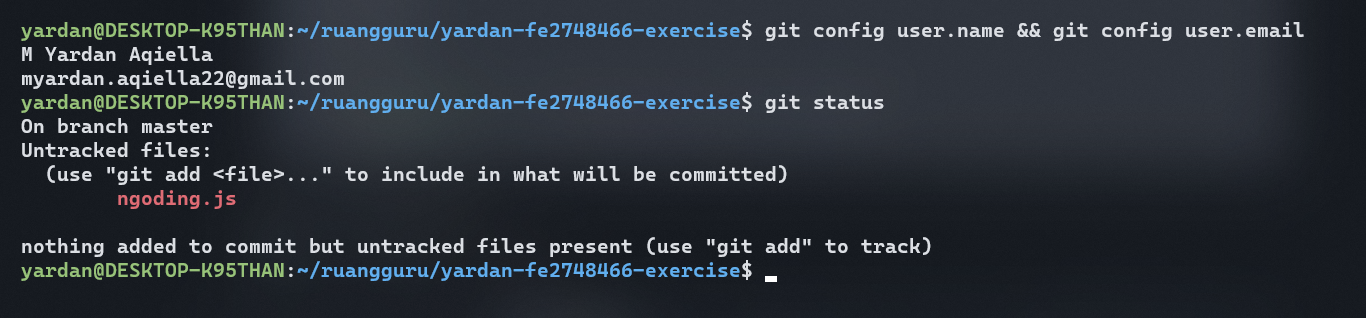 yardan@DESKTOP-K95THAN:~/ruangguru/yardan-fe2748466-exercise$ git config user.name && git config user.email
M Yardan Aqiella
myardan.aqiella22@gmail.com
yardan@DESKTOP-K95THAN:~/ruangguru/yardan-fe2748466-exercise$ git status
On branch master
Untracked files:
  (use "git add <file>..." to include in what will be committed)
        ngoding.js

nothing added to commit but untracked files present (use "git add" to track)
yardan@DESKTOP-K95THAN:~/ruangguru/yardan-fe2748466-exercise$